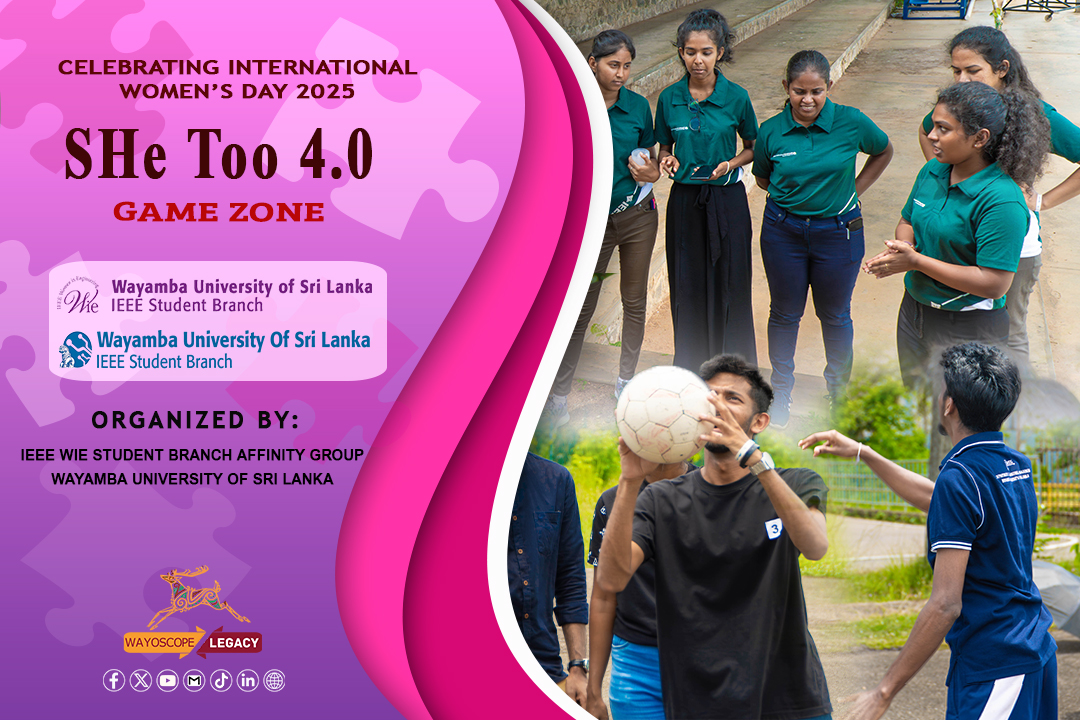 CELEBRATING INTERNATIONAL
WOMEN'S DAY 2025
SHe Too 4.0
GAME ZONE
Wie
Wayamba University of Sri Lanka
IEEE Student Branch
Wayamba University Of Sri Lanka
IEEE Student Branch
ORGANIZED BY:
IEEE WIE STUDENT BRANCH AFFINITY GROUP
WAYAMBA UNIVERSITY OF SRI LANKA
WAYOSCOPE LEGACY
3